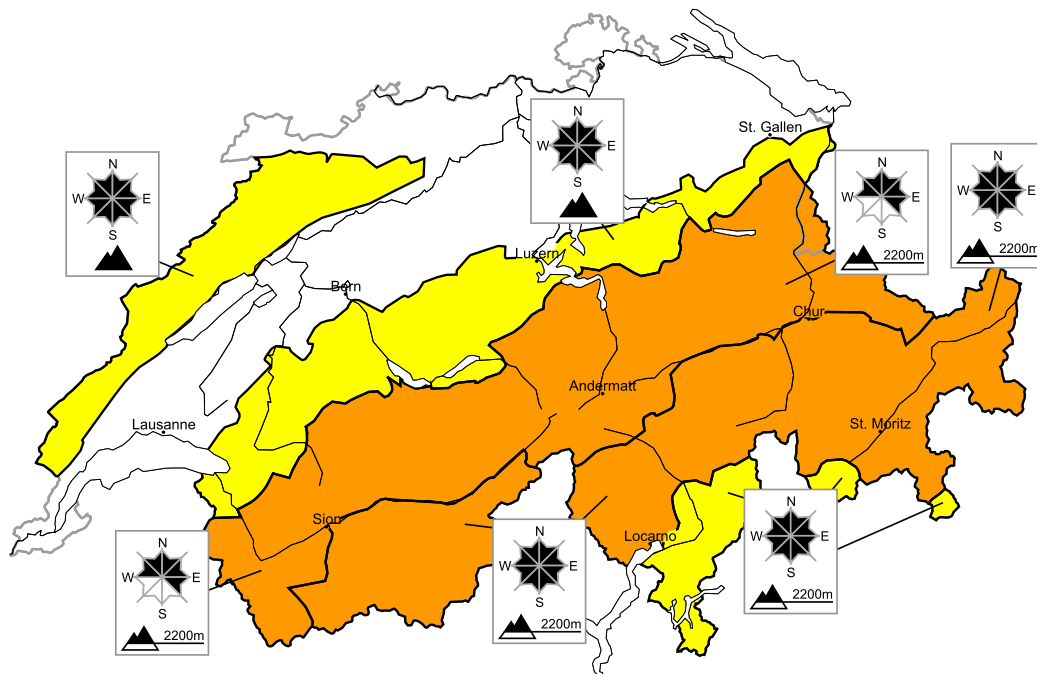 N
W E
S
St. Gallen
N
W E
S
N
W E
S
2200m
N
W E
S
2200m
Luzern
Bern
Chur
Andermatt
Lausanne
St. Moritz
Sion
Locarno
N
W E
S
2200m
N
W E
S
2200m
N
W E
S
2200m